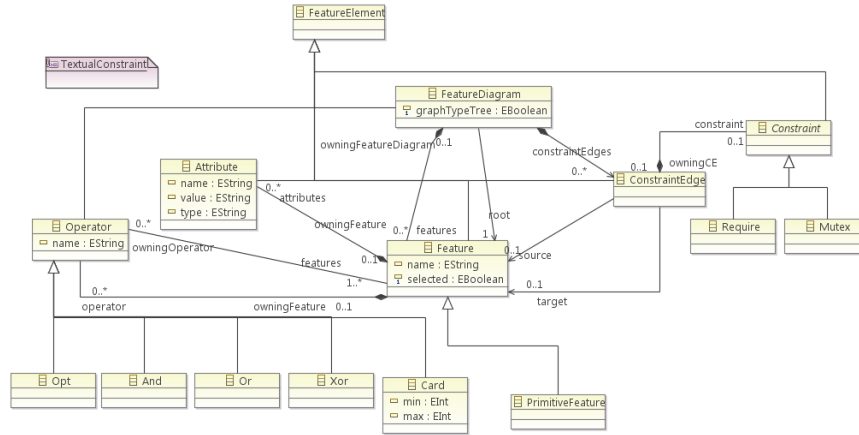 FeatureElement
TextualConstraint
FeatureDiagram
graphTypeTree : EBoolean
constraint
Constraint
0..1
owningFeatureDiagram
0..1
constraintEdges
owningCE
0..1
0..*
ConstraintEdge
Attribute
name : EString
value : EString
type : EString
0..*
attributes
Operator
name : EString
0..*
owningOperator
owningFeature
0..*
features
root
1
Require
Mutex
Feature
name : EString
selected : EBoolean
0..1
0..1
source
features
1..*
0..*
operator
owningFeature
0..1
0..1
target
Opt
And
Or
Xor
Card
min : EInt
max : EInt
PrimitiveFeature